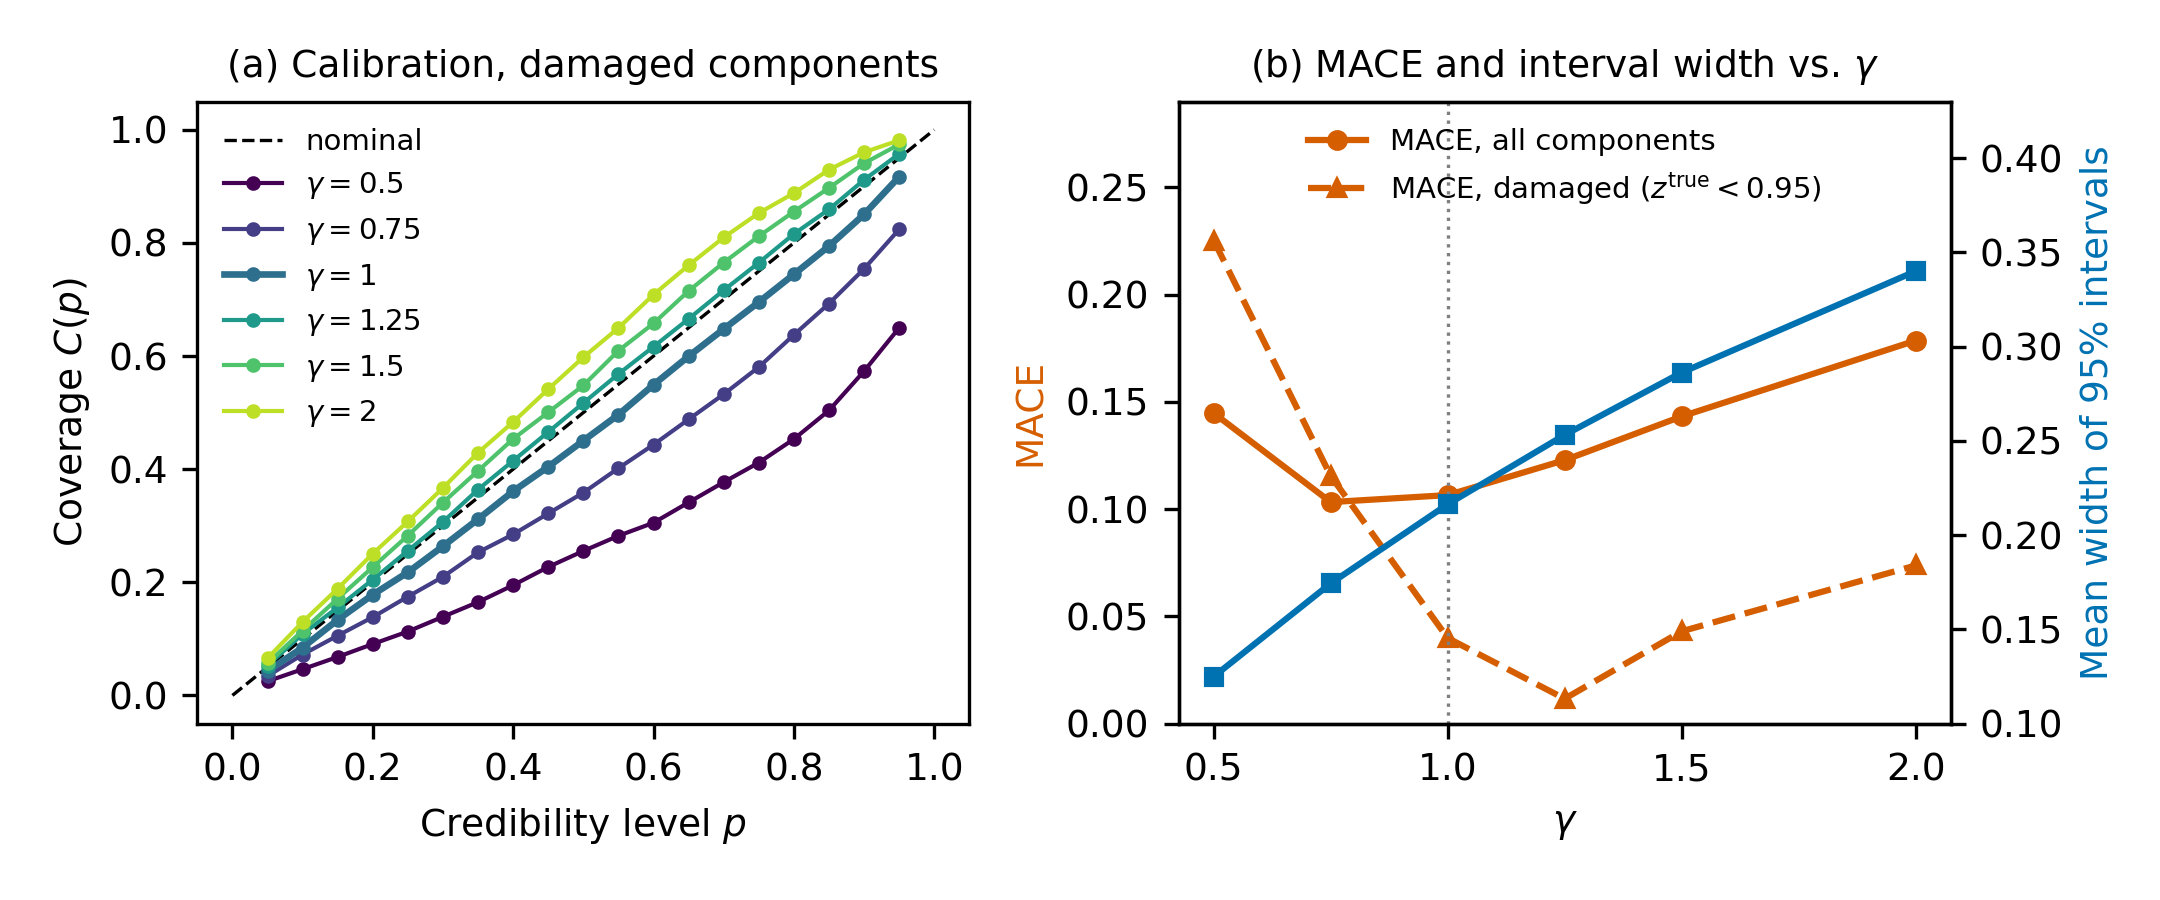 (a) Calibration, damaged components
Coverage C(p)
1.0
0.8
0.6
0.4
0.2
0.0
nominal
γ = 0.5
γ = 0.75
γ = 1
γ = 1.25
γ = 1.5
γ = 2
0.0 0.2 0.4 0.6 0.8 1.0
Credibility level p
(b) MACE and interval width vs. γ
MACE
0.25
0.20
0.15
0.10
0.05
0.00
MACE, all components
MACE, damaged (z^true < 0.95)
0.40
0.35
0.30
0.25
0.20
0.15
0.10
Mean width of 95% intervals
0.5 1.0 1.5 2.0
γ